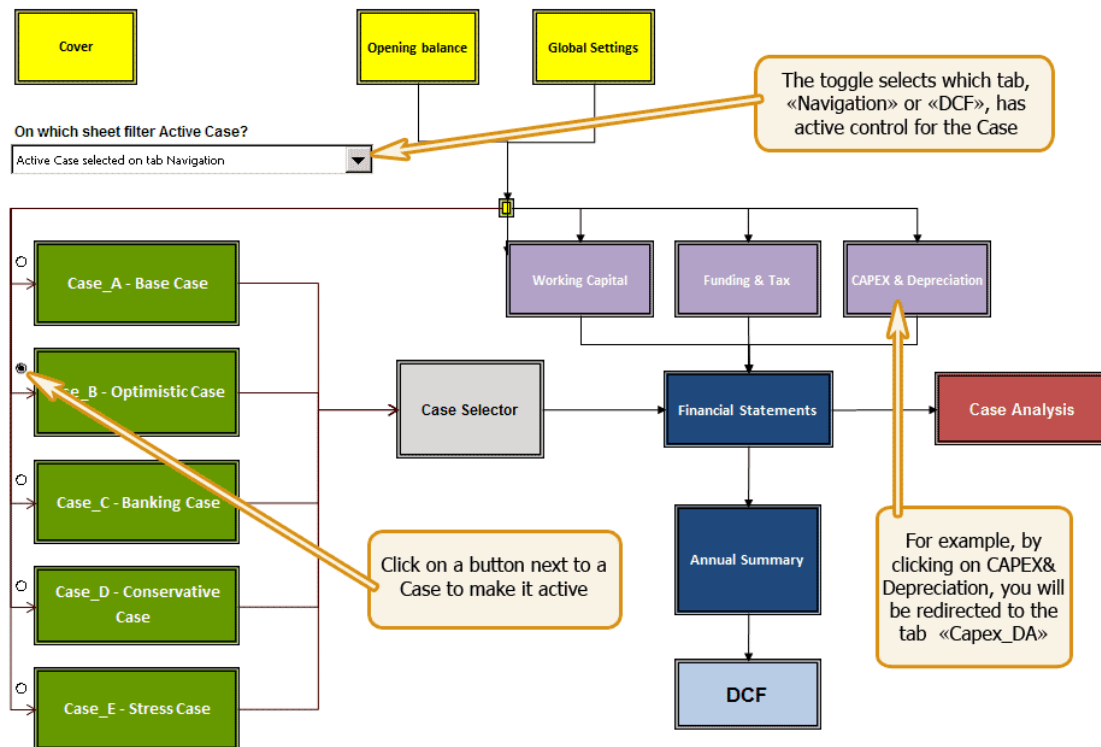 Cover
Opening balance
Global Settings
The toggle selects which tab,
«Navigation» or «DCF», has
active control for the Case
On which sheet filter Active Case?
Active Case selected on tab Navigation
Case_A - Base Case
Working Capital
Funding & Tax
CAPEX & Depreciation
_B - Optimistic Case
Case Selector
Financial Statements
Case Analysis
Case_C - Banking Case
Click on a button next to a
Case to make it active
Annual Summary
For example, by
clicking on CAPEX&
Depreciation, you will
be redirected to the
tab «Capex_DA»
Case_D - Conservative
Case
Case_E - Stress Case
DCF